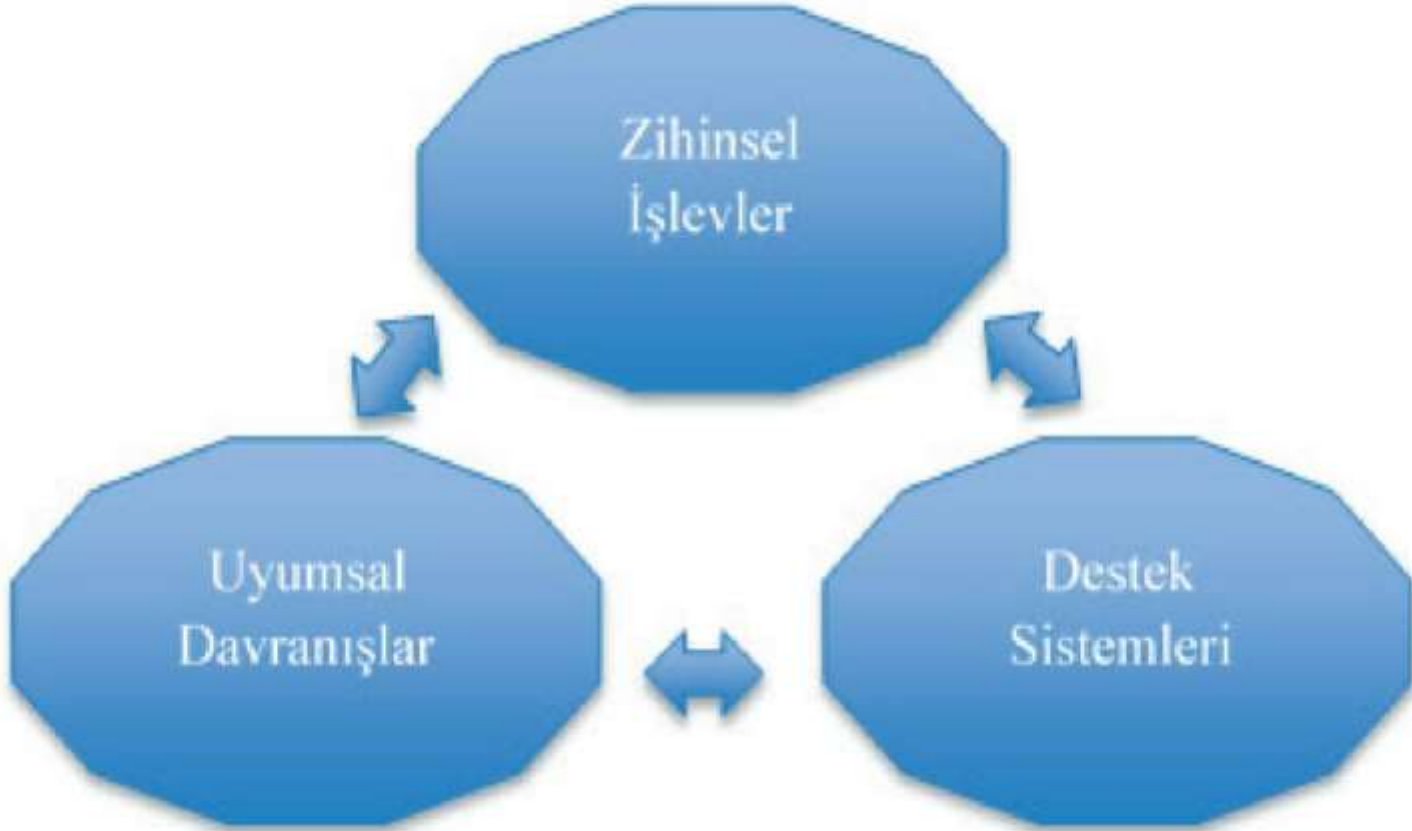 Zihinsel
İşlevler
Uyumsal
Davranışlar
Destek
Sistemleri